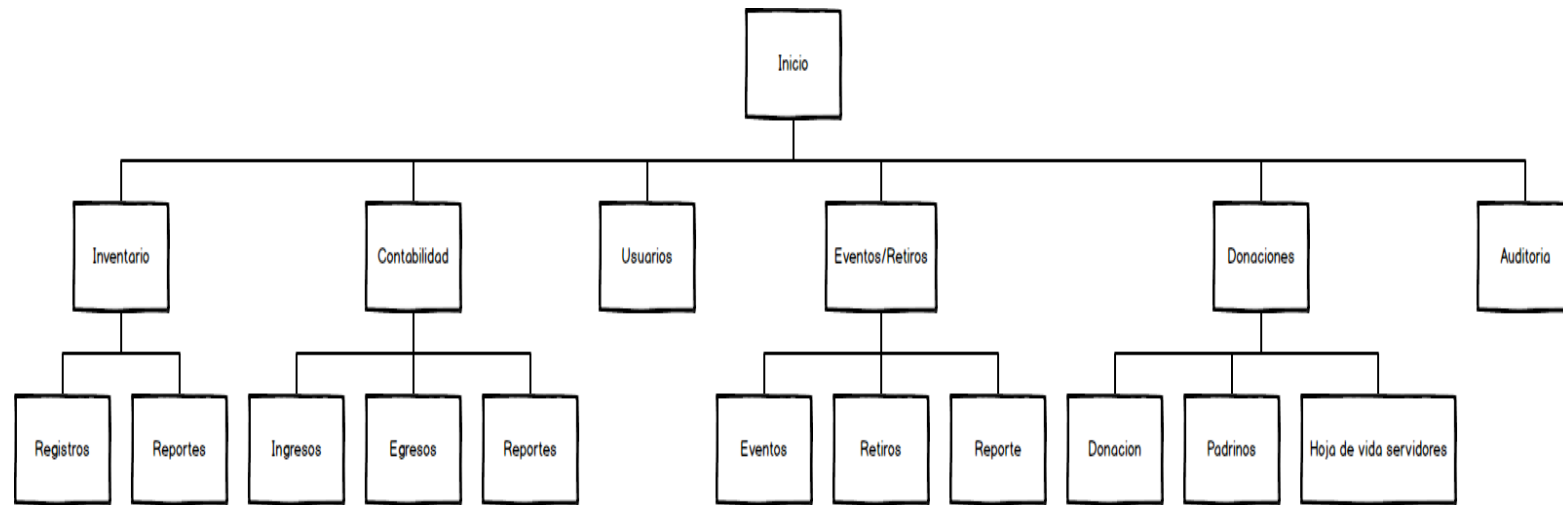 Inicio
Inventario
Contabilidad
Usuarios
Eventos/Retiros
Donaciones
Auditoria
Registros
Reportes
Ingresos
Egresos
Reportes
Eventos
Retiros
Reporte
Donacion
Padrinos
Hoja de vida servidores